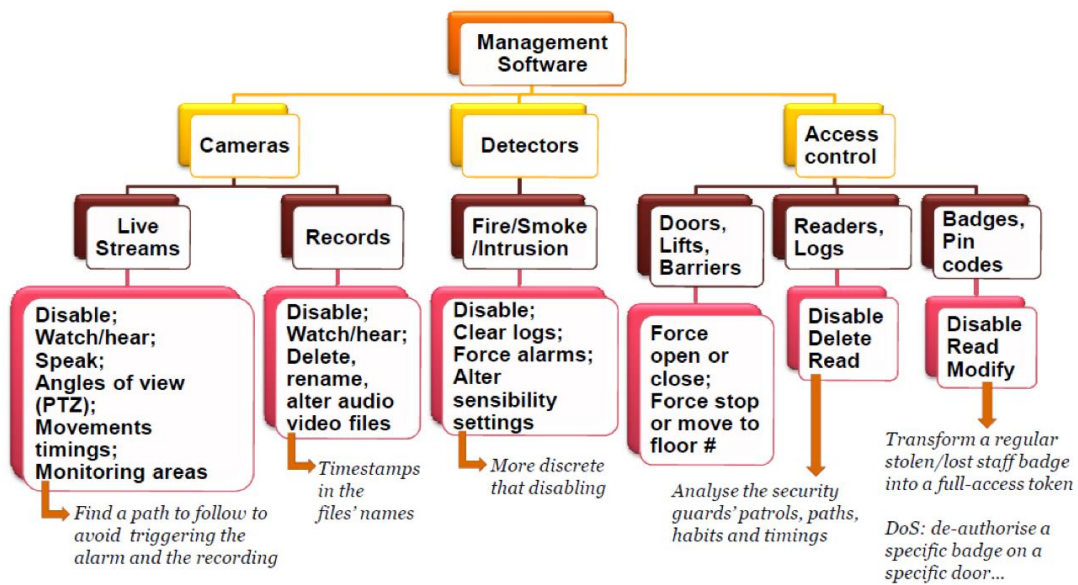 Management
Software
Cameras
Detectors
Access
control
Live
Streams
Records
Fire/Smoke
/Intrusion
Doors,
Lifts,
Barriers
Readers,
Logs
Badges,
Pin
codes
Disable;
Watch/hear;
Speak;
Angles of view
(PTZ);
Movements
timings;
Monitoring areas
Disable;
Watch/hear;
Delete,
rename,
alter audio
video files
Disable;
Clear logs;
Force alarms;
Alter
sensibility
settings
Force
open or
close;
Force stop
or move to
floor #
Disable
Delete
Read
Disable
Read
Modify
Find a path to follow to
avoid triggering the
alarm and the recording
Timestamps
in the
files' names
More discrete
that disabling
Analyse the security
guards' patrols, paths,
habits and timings
Transform a regular
stolen/lost staff badge
into a full-access token
DoS: de-authorise a
specific badge on a
specific door...